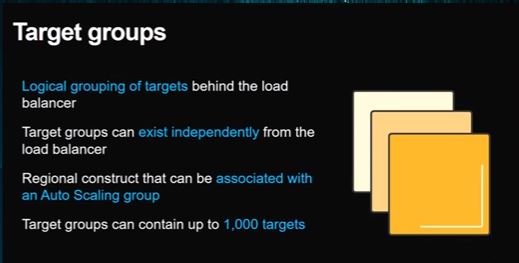 Target groups
Logical grouping of targets behind the load
balancer
Target groups can exist independently from the
load balancer
Regional construct that can be associated with
an Auto Scaling group
Target groups can contain up to 1,000 targets